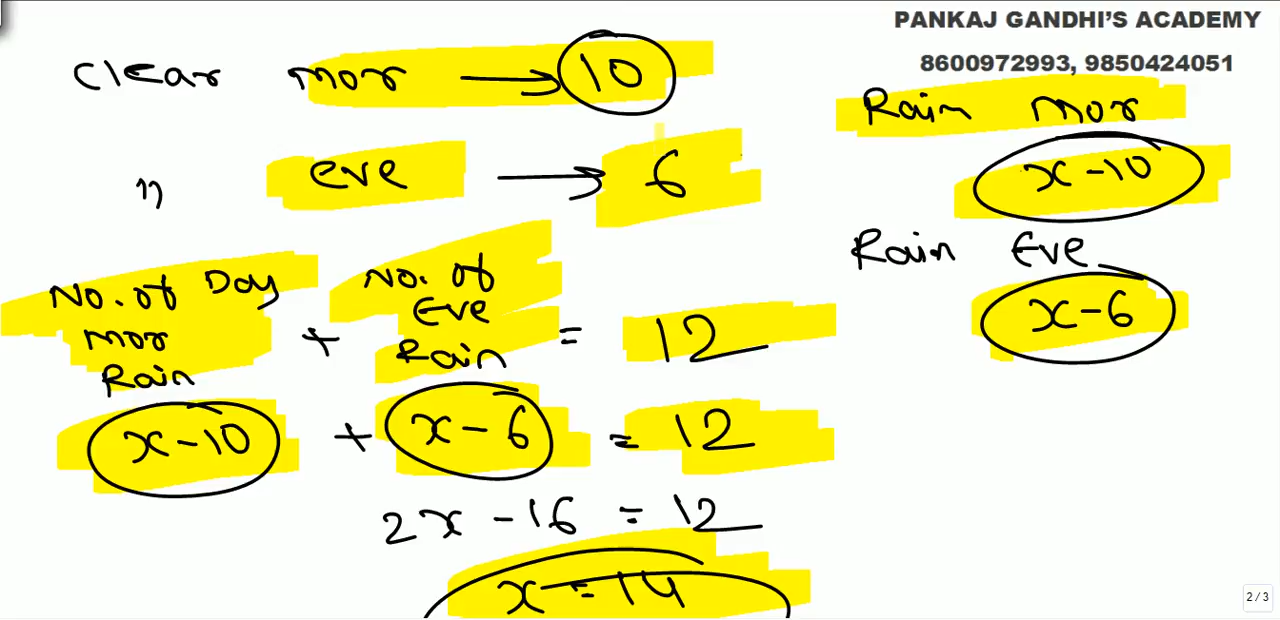 PANKAJ GANDHI'S ACADEMY
8600972993, 9850424051
Clear mor → 10
" eve → 6
Rain mor
x-10
Rain Eve
x-6
No. of Day mor Rain + No. of Eve Rain = 12
x-10 + x-6 = 12
2x - 16 = 12
x = 14
2 / 3